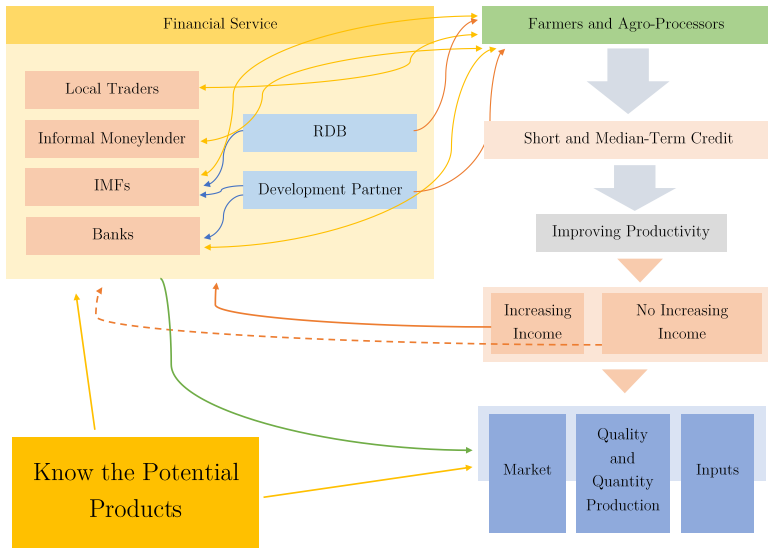 Financial Service
Farmers and Agro-Processors
Local Traders
Informal Moneylender
RDB
Short and Median-Term Credit
IMFs
Development Partner
Banks
Improving Productivity
Increasing
Income
No Increasing
Income
Know the Potential
Products
Market
Quality
and
Quantity
Production
Inputs